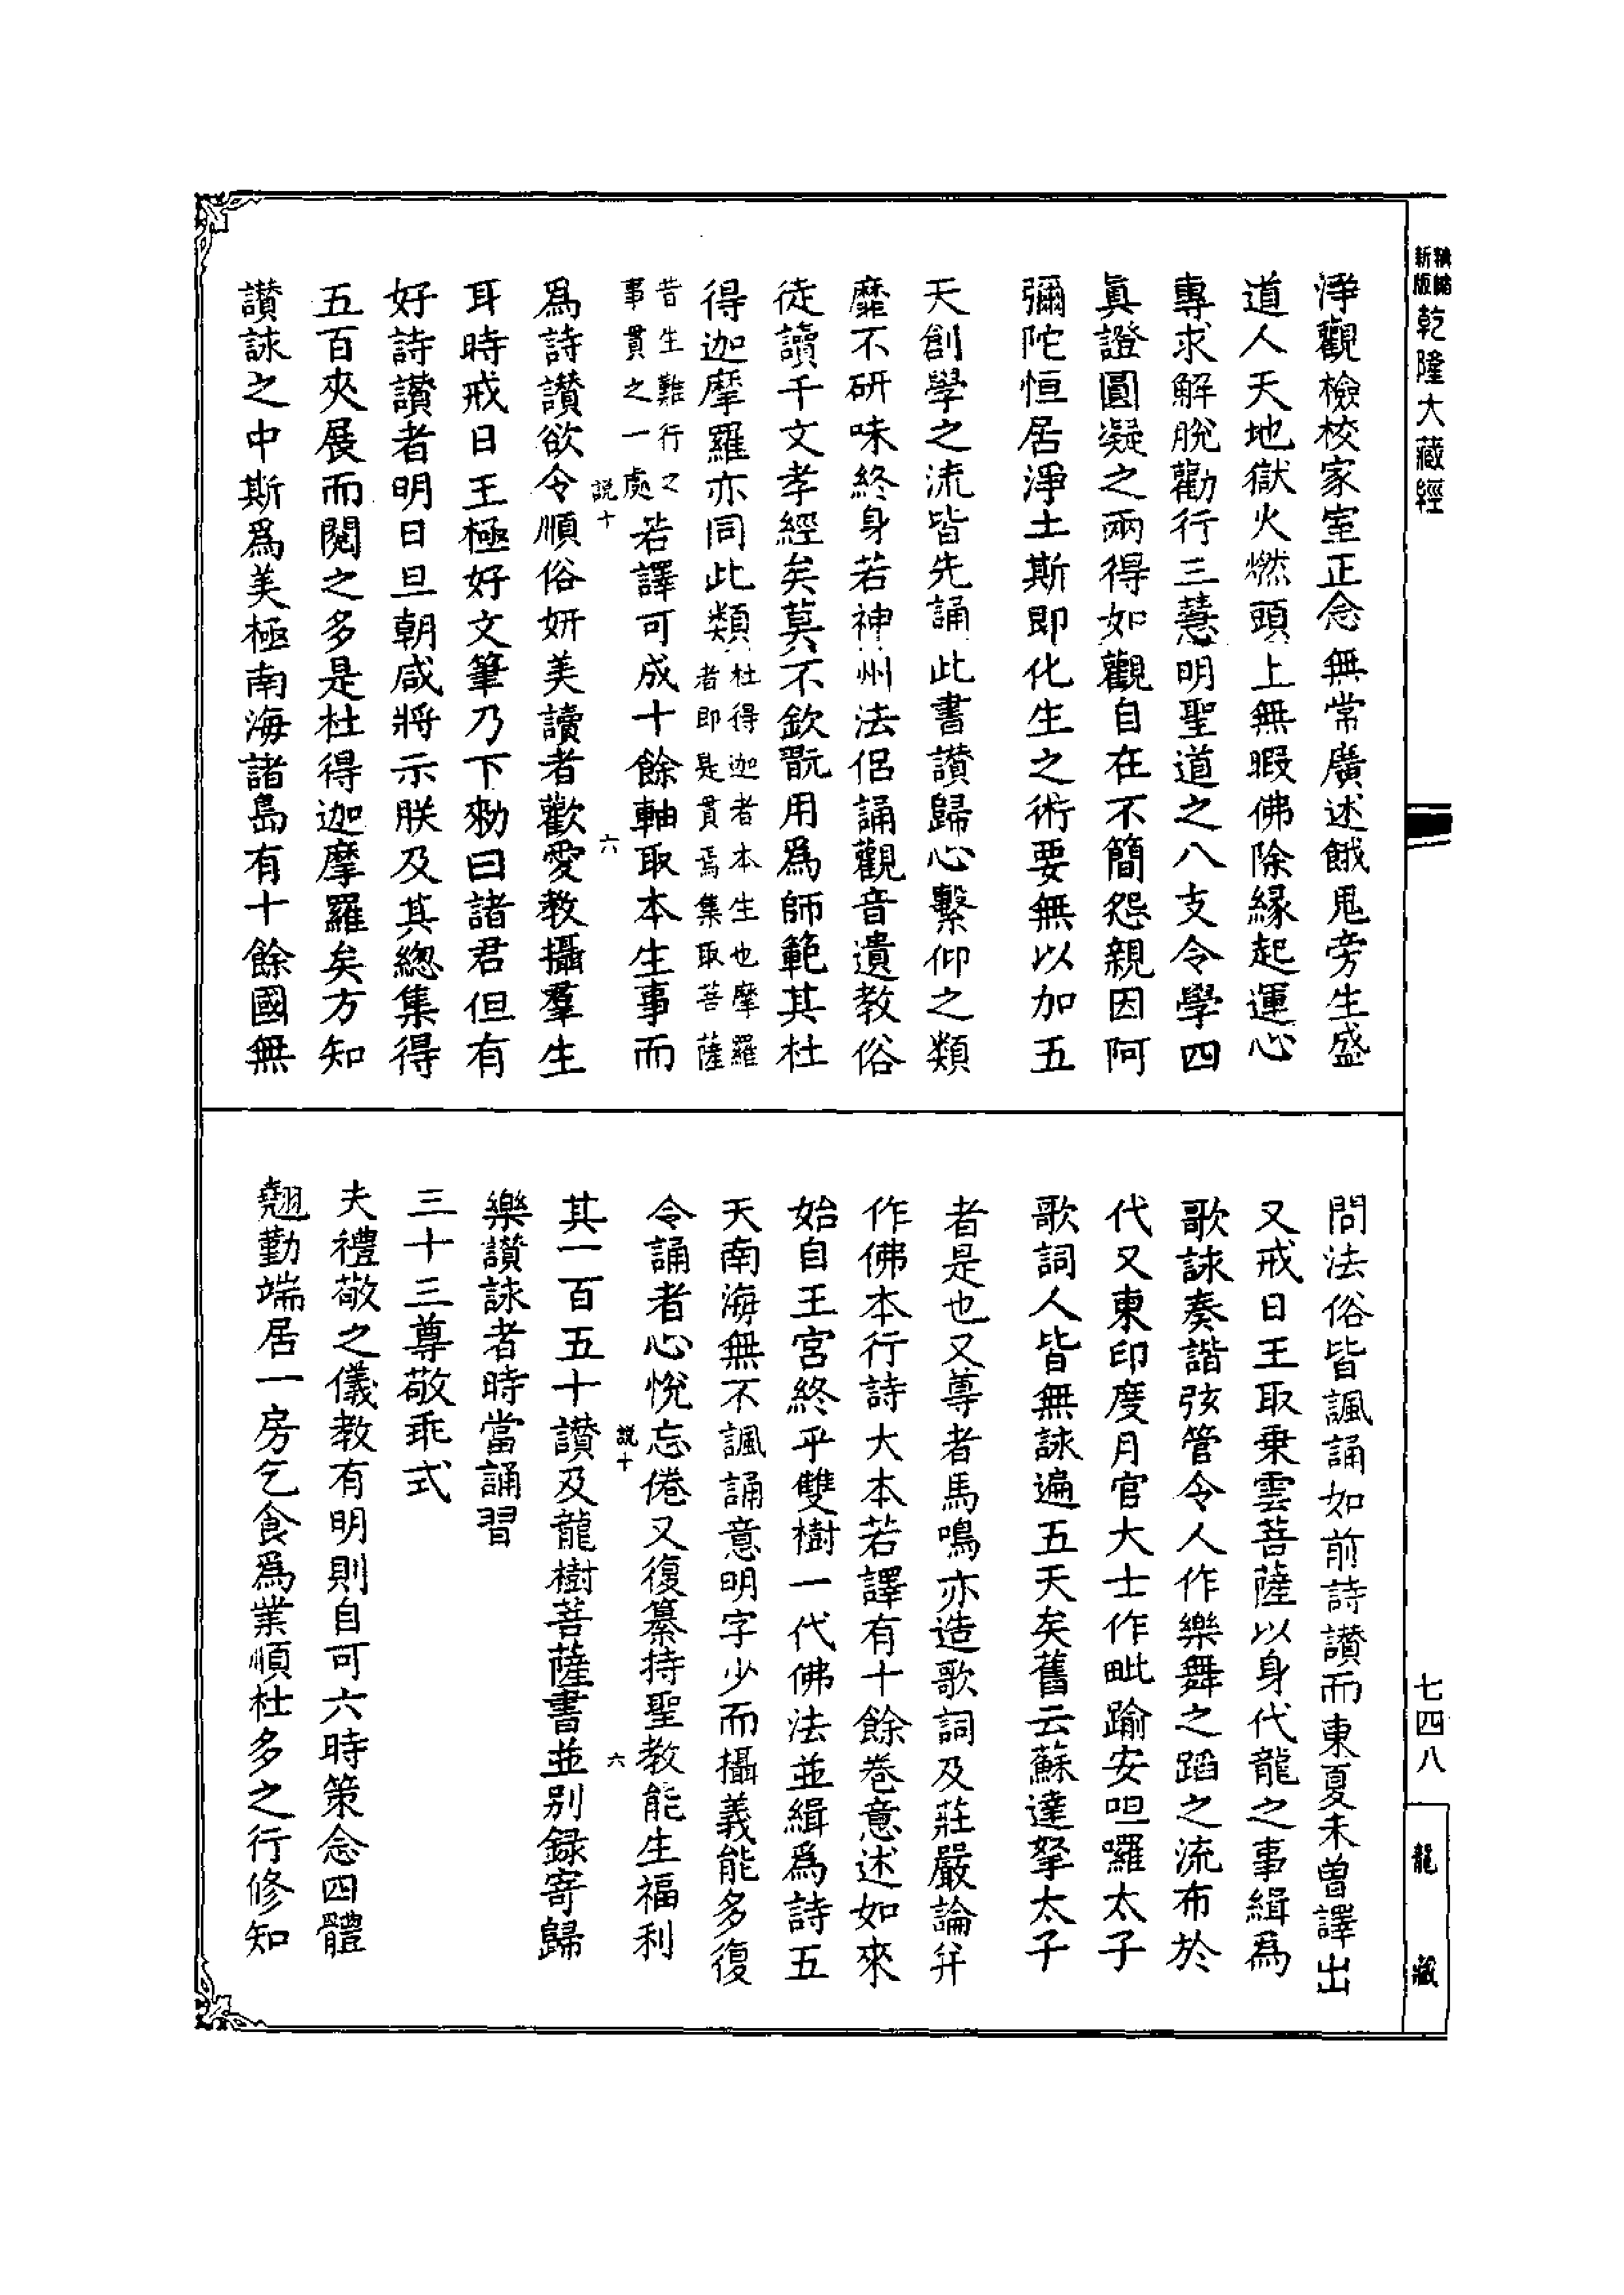 精縮新版
乾隆大藏經
七四八
龍藏
淨觀檢校家室正念無常廣述餓鬼旁生盛
道人天地獄火燃頭上無暇佛除緣起運心
專求解脫勸行三慧明聖道之八支令學四
眞證圓凝之兩得如觀自在不簡怨親因阿
彌陀恒居淨土斯即化生之術要無以加五
天創學之流皆先誦此書讚歸心繫仰之類
靡不研味終身若神州法侶誦觀音遺教俗
徒讀千文孝經矣莫不欽翫用爲師範其杜
得迦摩羅亦同此類杜得迦者本生也摩羅者即是貫焉集取菩薩
昔生難行之事貫之一處若譯可成十餘軸取本生事而
說十 六
爲詩讚欲令順俗妍美讀者歡愛教攝羣生
耳時戒日王極好文筆乃下勑曰諸君但有
好詩讚者明日旦朝咸將示朕及其總集得
五百夾展而閱之多是杜得迦摩羅矣方知
讚詠之中斯爲美極南海諸島有十餘國無
問法俗皆諷誦如前詩讚而東夏未曾譯出
又戒日王取乗雲菩薩以身代龍之事緝爲
歌詠奏諧弦管令人作樂舞之蹈之流布於
代又東印度月官大士作毗踰安呾囉太子
歌詞人皆無詠遍五天矣舊云蘇達拏太子
者是也又尊者馬鳴亦造歌詞及莊嚴論并
作佛本行詩大本若譯有十餘卷意述如來
始自王宮終乎雙樹一代佛法並緝爲詩五
天南海無不諷誦意明字少而攝義能多復
令誦者心悅忘倦又復纂持聖教能生福利
說十 六
其一百五十讚及龍樹菩薩書並別録寄歸
樂讚詠者時當誦習
三十三尊敬乖式
夫禮敬之儀教有明則自可六時策念四體
翹勤端居一房乞食爲業順杜多之行修知